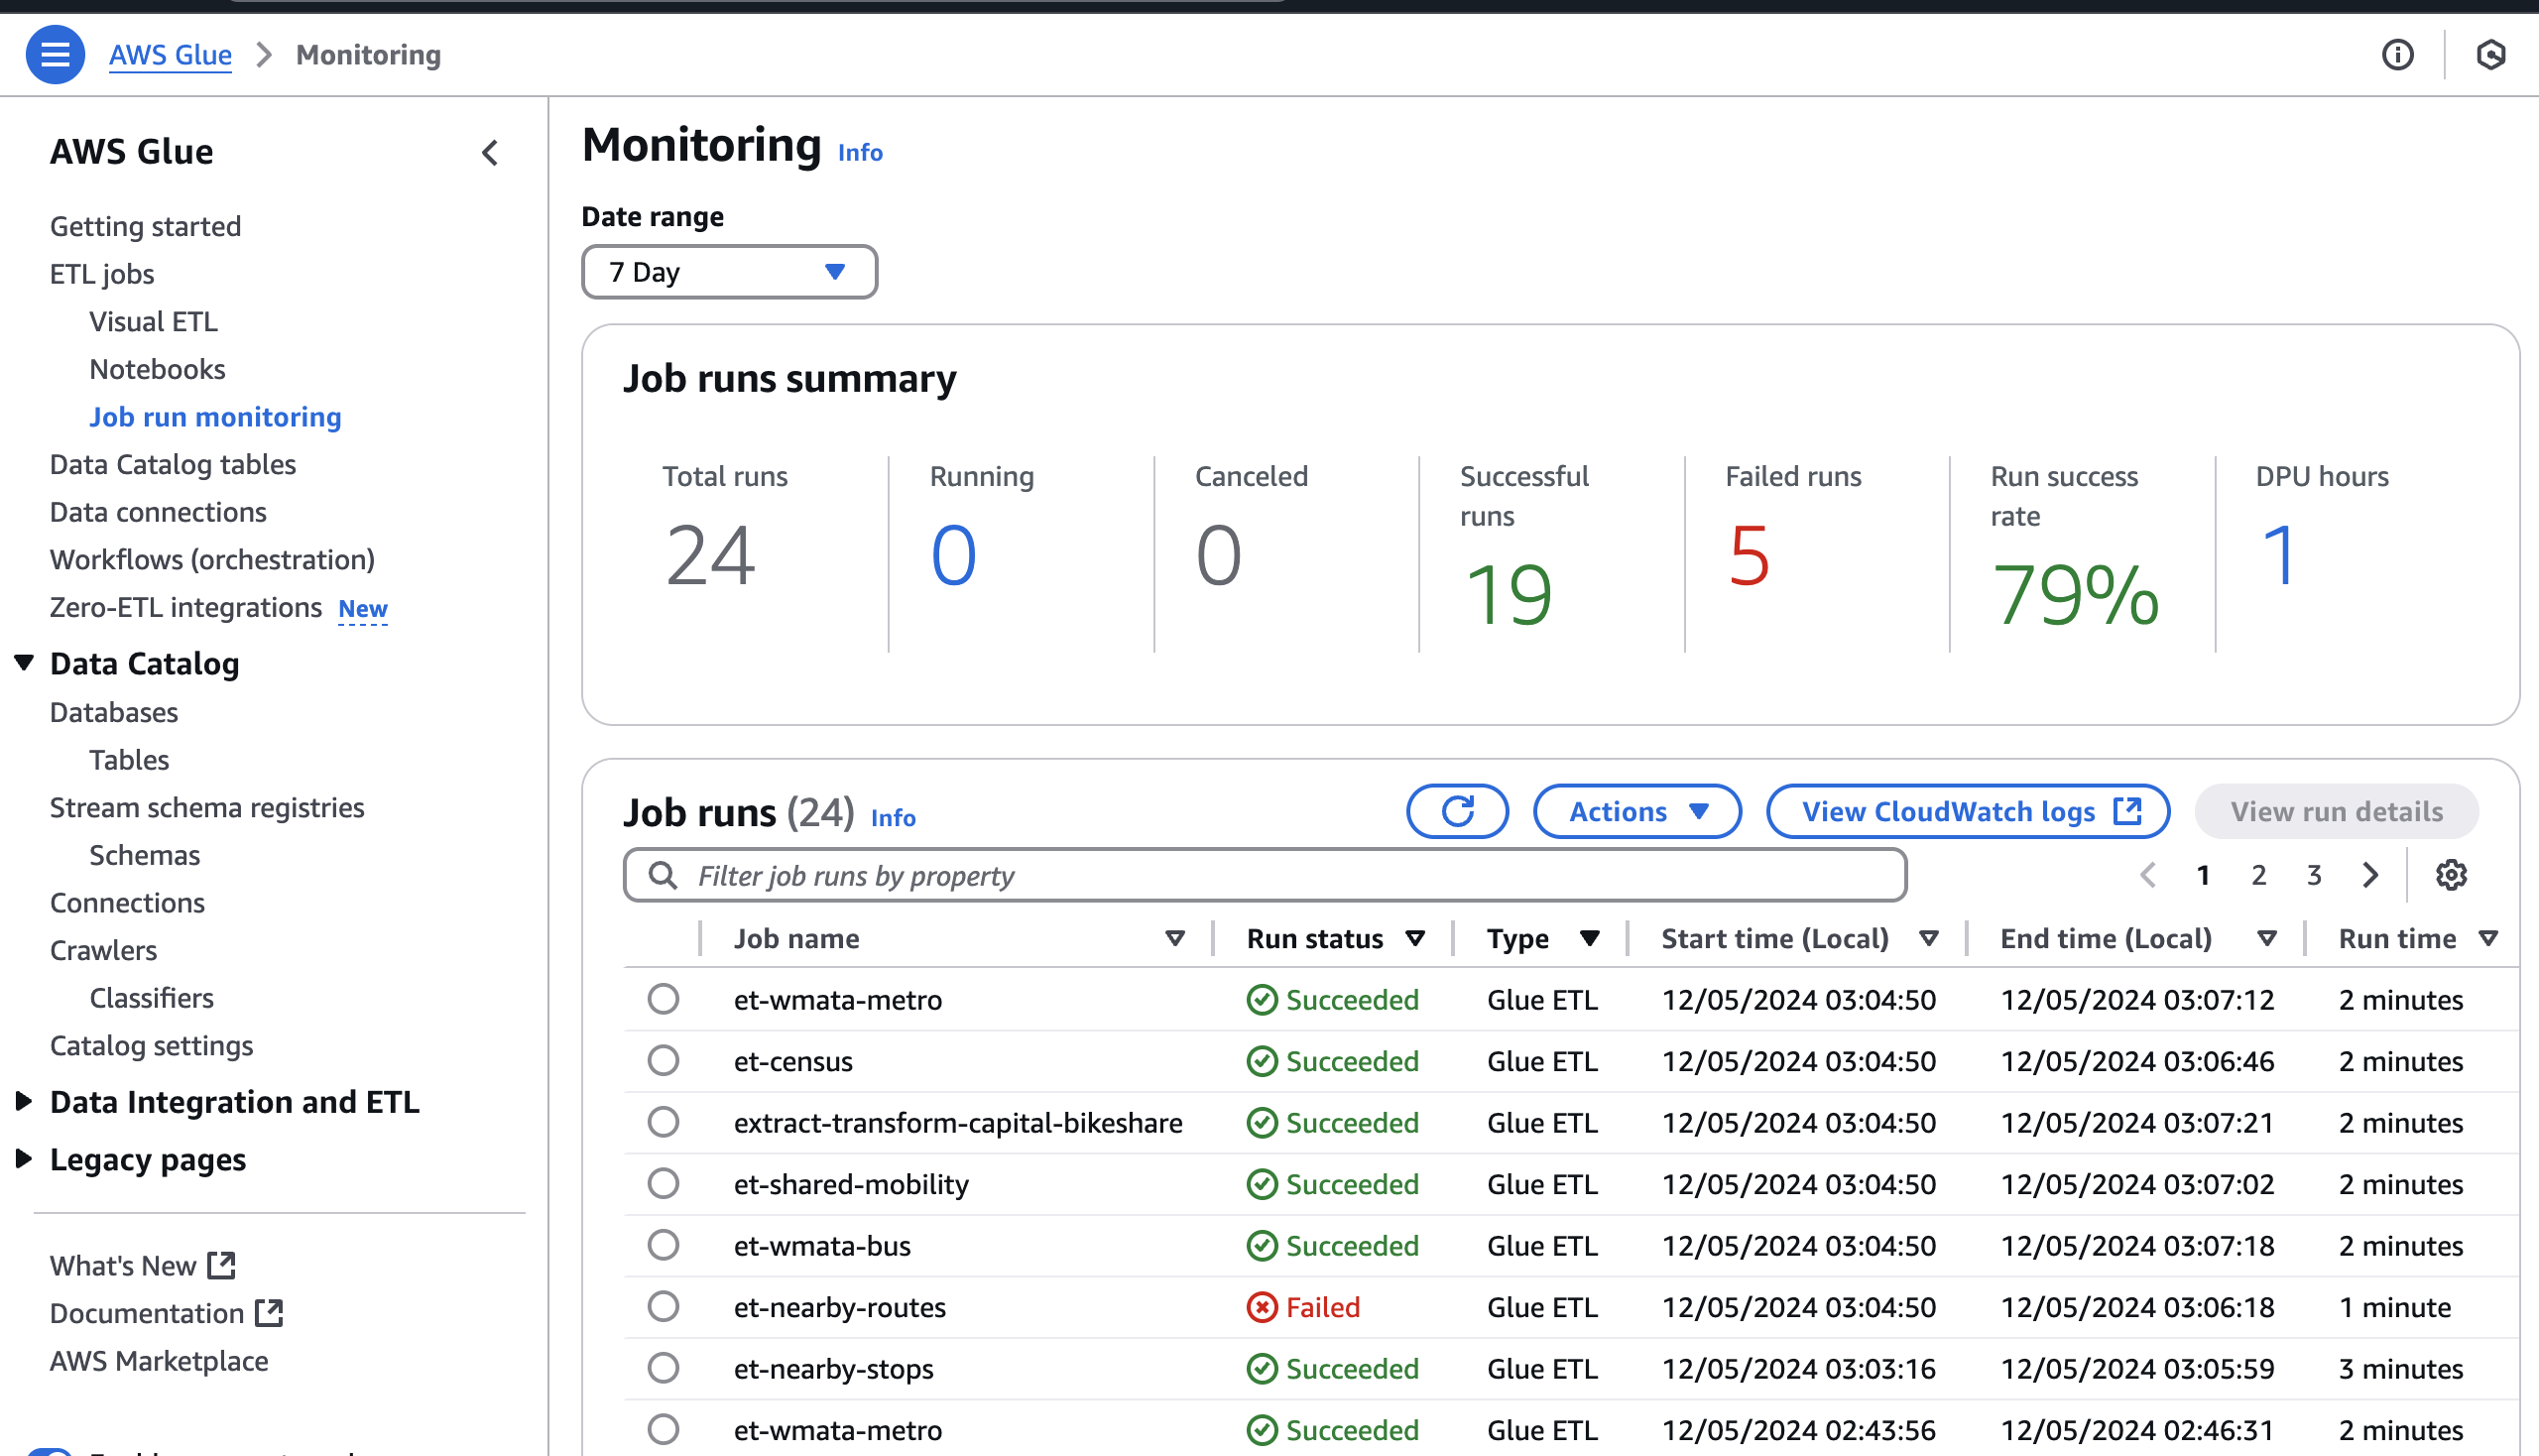 AWS Glue > Monitoring
AWS Glue
Getting started
ETL jobs
Visual ETL
Notebooks
Job run monitoring
Data Catalog tables
Data connections
Workflows (orchestration)
Zero-ETL integrations New
Data Catalog
Databases
Tables
Stream schema registries
Schemas
Connections
Crawlers
Classifiers
Catalog settings
Data Integration and ETL
Legacy pages
What's New
Documentation
AWS Marketplace
Monitoring Info
Date range
7 Day
Job runs summary
Total runs
24
Running
0
Canceled
0
Successful
runs
19
Failed runs
5
Run success
rate
79%
DPU hours
1
Job runs (24) Info
Actions
View CloudWatch logs
View run details
Filter job runs by property
1 2 3
Job name Run status Type Start time (Local) End time (Local) Run time
et-wmata-metro Succeeded Glue ETL 12/05/2024 03:04:50 12/05/2024 03:07:12 2 minutes
et-census Succeeded Glue ETL 12/05/2024 03:04:50 12/05/2024 03:06:46 2 minutes
extract-transform-capital-bikeshare Succeeded Glue ETL 12/05/2024 03:04:50 12/05/2024 03:07:21 2 minutes
et-shared-mobility Succeeded Glue ETL 12/05/2024 03:04:50 12/05/2024 03:07:02 2 minutes
et-wmata-bus Succeeded Glue ETL 12/05/2024 03:04:50 12/05/2024 03:07:18 2 minutes
et-nearby-routes Failed Glue ETL 12/05/2024 03:04:50 12/05/2024 03:06:18 1 minute
et-nearby-stops Succeeded Glue ETL 12/05/2024 03:03:16 12/05/2024 03:05:59 3 minutes
et-wmata-metro Succeeded Glue ETL 12/05/2024 02:43:56 12/05/2024 02:46:31 2 minutes